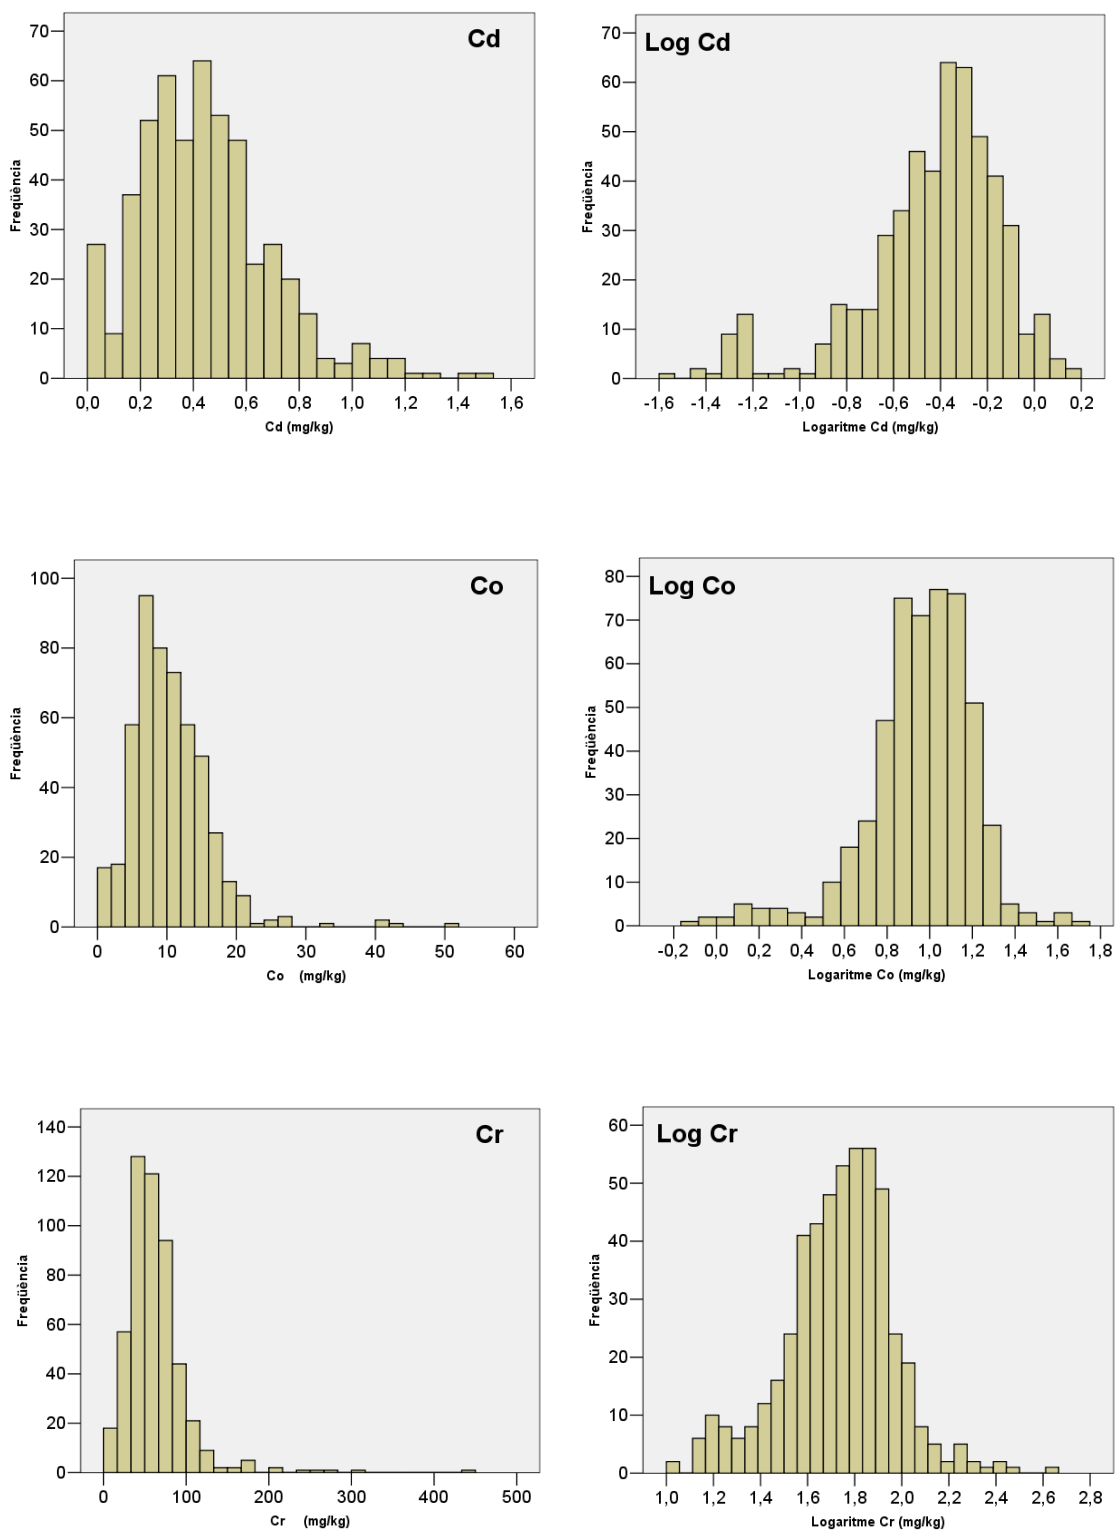 Cd
70
60
50
40
30
20
10
0
Freqüència
0,0 0,2 0,4 0,6 0,8 1,0 1,2 1,4 1,6
Cd (mg/kg)
Log Cd
70
60
50
40
30
20
10
0
Freqüència
-1,6 -1,4 -1,2 -1,0 -0,8 -0,6 -0,4 -0,2 0,0 0,2
Logaritme Cd (mg/kg)
Co
100
80
60
40
20
0
Freqüència
0 10 20 30 40 50 60
Co (mg/kg)
Log Co
80
70
60
50
40
30
20
10
0
Freqüència
-0,2 0,0 0,2 0,4 0,6 0,8 1,0 1,2 1,4 1,6 1,8
Logaritme Co (mg/kg)
Cr
140
120
100
80
60
40
20
0
Freqüència
0 100 200 300 400 500
Cr (mg/kg)
Log Cr
60
50
40
30
20
10
0
Freqüència
1,0 1,2 1,4 1,6 1,8 2,0 2,2 2,4 2,6 2,8
Logaritme Cr (mg/kg)